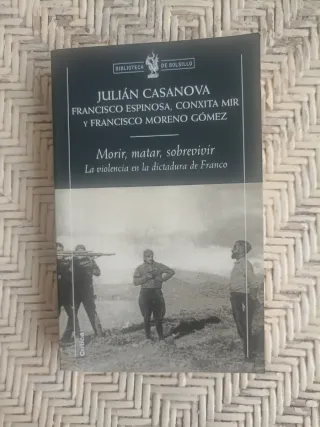 BIBLIOTECA DE BOLSILLO
JULIÁN CASANOVA
FRANCISCO ESPINOSA, CONXITA MIR
Y FRANCISCO MORENO GÓMEZ
Morir, matar, sobrevivir
La violencia en la dictadura de Franco
Crítica